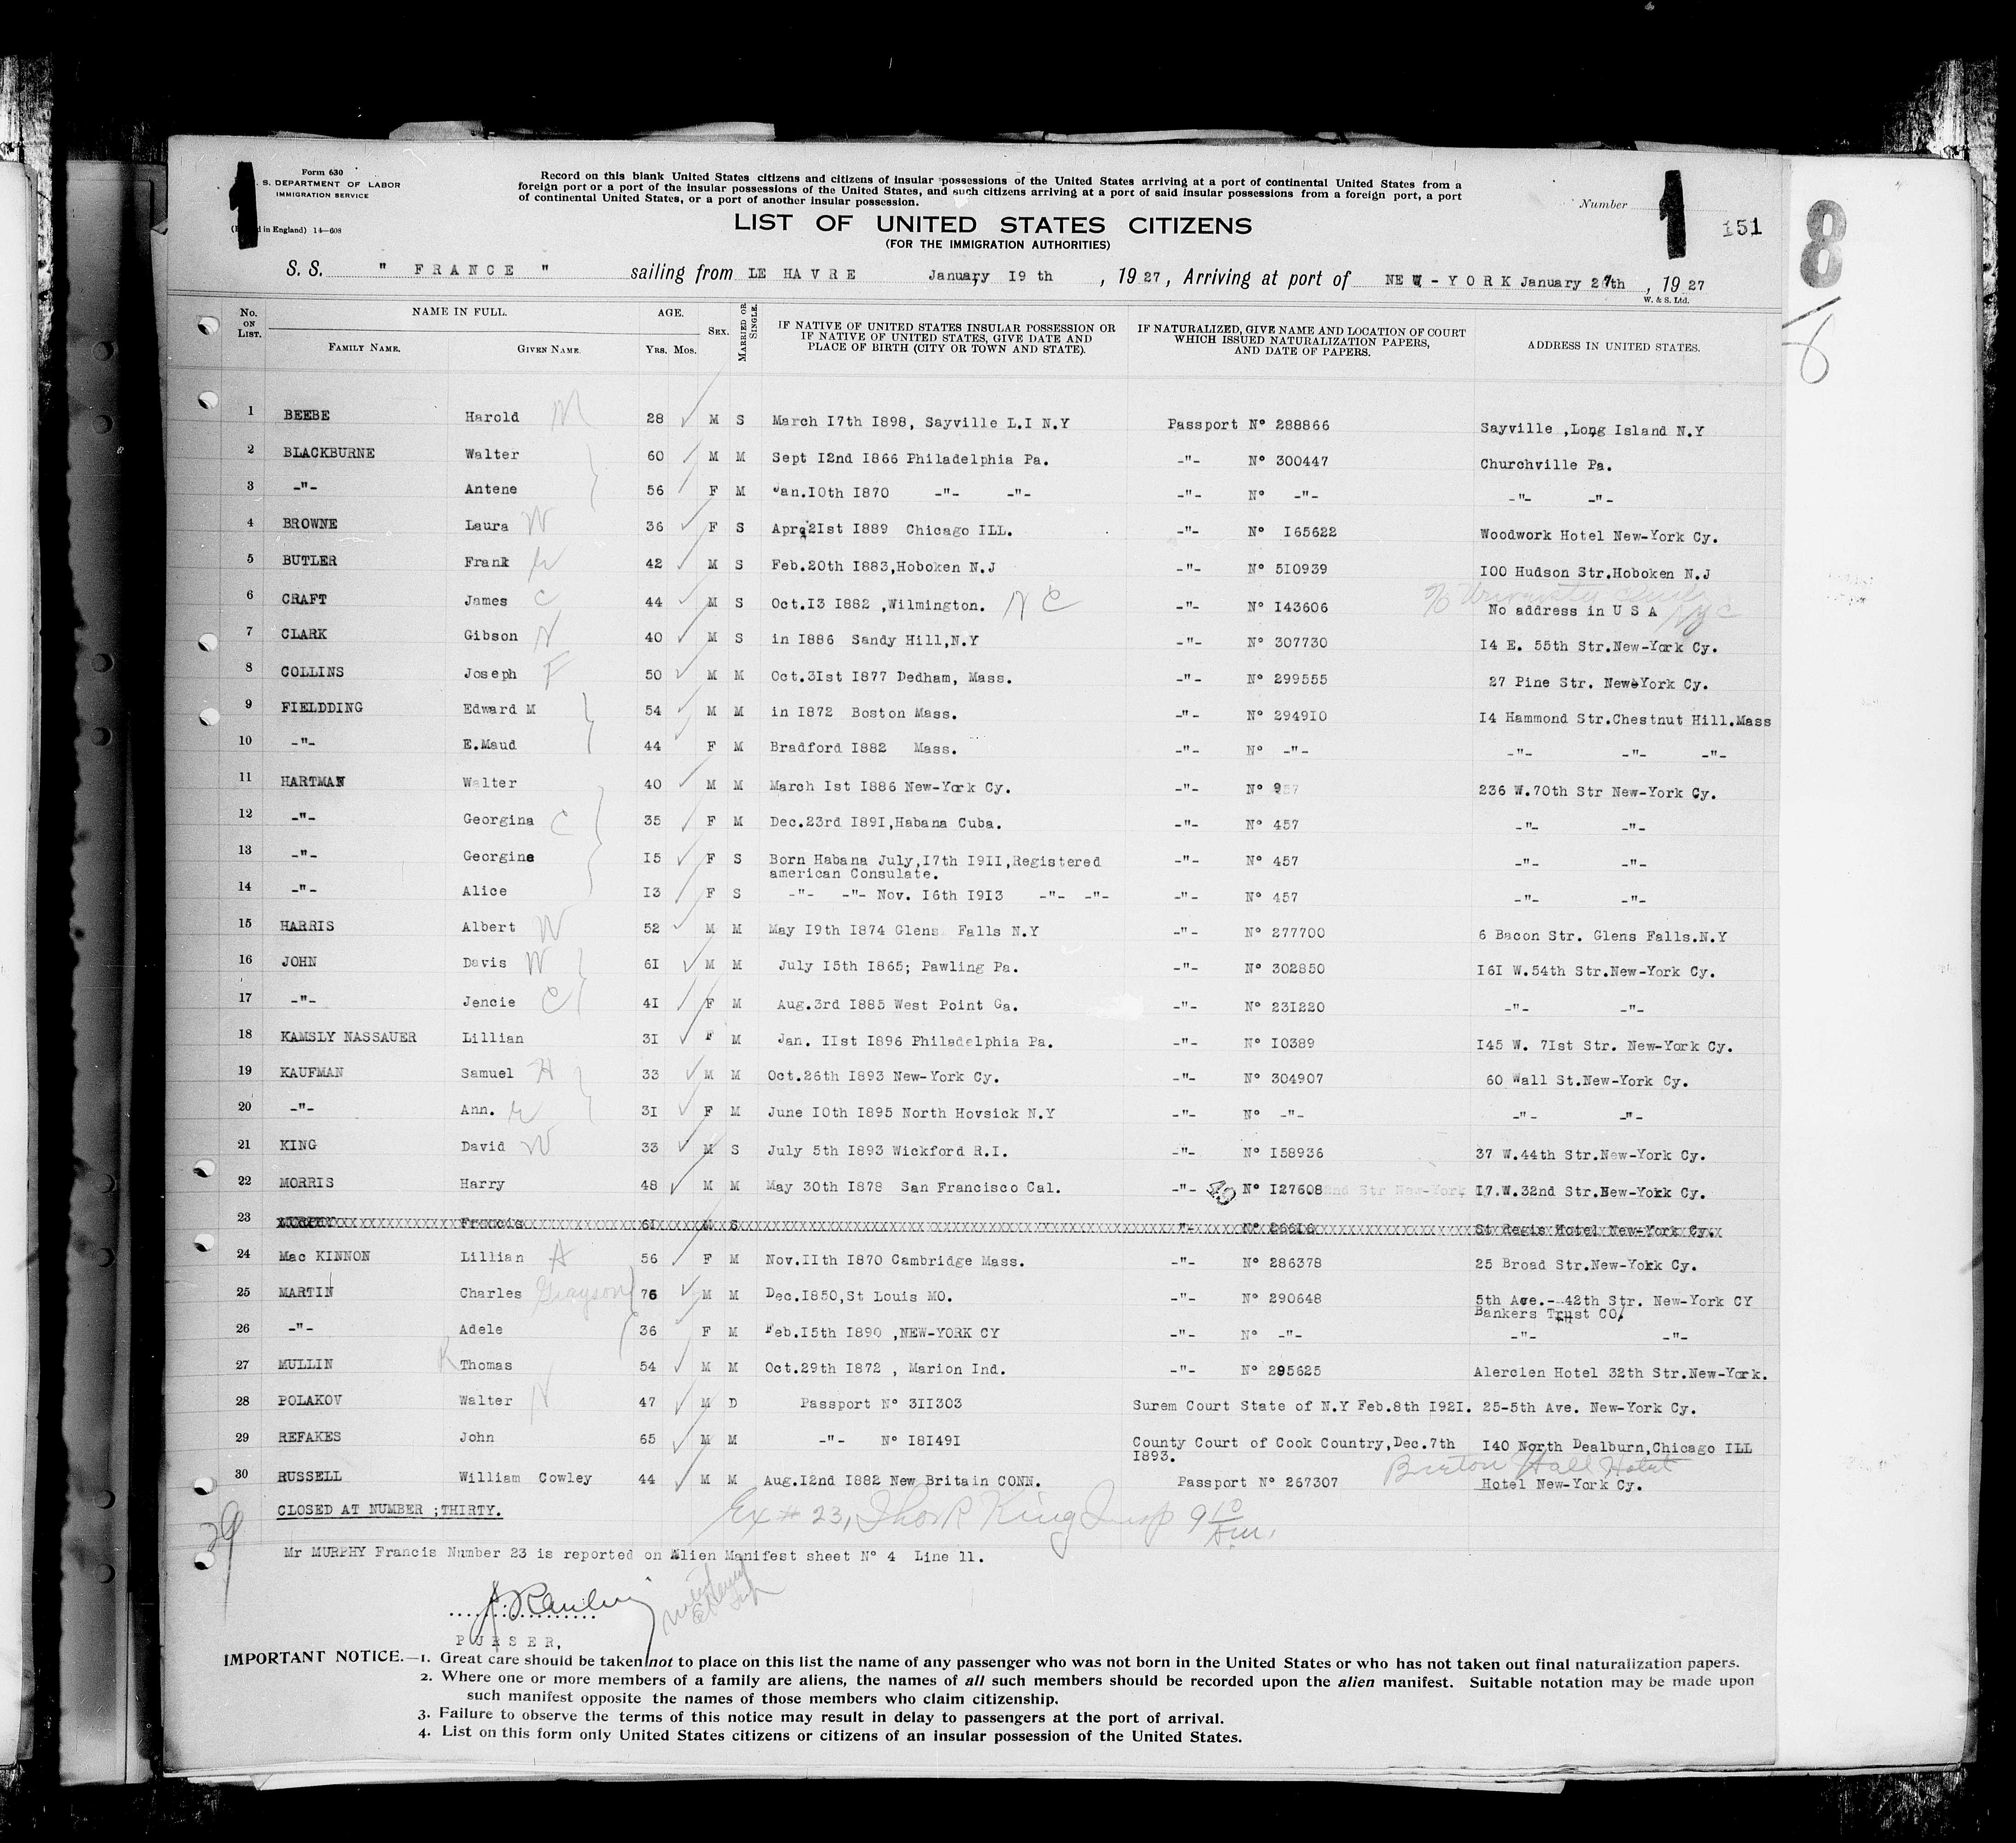 Form 630
S. DEPARTMENT OF LABOR
IMMIGRATION SERVICE
in England) 14—608
1
Record on this blank United States citizens and citizens of insular possessions of the United States arriving at a port of continental United States from a
foreign port or a port of the insular possessions of the United States, and such citizens arriving at a port of said insular possessions from a foreign port, a port
of continental United States, or a port of another insular possession.
LIST OF UNITED STATES CITIZENS
(FOR THE IMMIGRATION AUTHORITIES)
Number 1 151
8
8
S. S. " FRANCE " sailing from LE HAVRE January 19 th , 1927, Arriving at port of NEW-YORK January 27th , 1927
W. & S. Ltd.
No. ON LIST. NAME IN FULL. FAMILY NAME. GIVEN NAME. AGE. YRS. MOS. SEX. MARRIED OR SINGLE. IF NATIVE OF UNITED STATES INSULAR POSSESSION OR IF NATIVE OF UNITED STATES, GIVE DATE AND PLACE OF BIRTH (CITY OR TOWN AND STATE). IF NATURALIZED, GIVE NAME AND LOCATION OF COURT WHICH ISSUED NATURALIZATION PAPERS, AND DATE OF PAPERS. ADDRESS IN UNITED STATES.
1 BEEBE Harold M 28 M S March 17th 1898, Sayville L.I N.Y Passport N° 288866 Sayville ,Long Island N.Y
2 BLACKBURNE Walter 60 M M Sept 12nd 1866 Philadelphia Pa. -"- N° 300447 Churchville Pa.
3 -"- Antene 56 F M Jan.10th 1870 -"- -"- -"- N° -"- -"- -"-
4 BROWNE Laura W 36 F S Apr.21st 1889 Chicago ILL. -"- N° 165622 Woodwork Hotel New-York Cy.
5 BUTLER Frank 42 M S Feb.20th 1883,Hoboken N.J -"- N° 510939 100 Hudson Str.Hoboken N.J
6 CRAFT James C 44 M S Oct.13 1882 ,Wilmington. N C -"- N° 143606 No address in U S A NYC
7 CLARK Gibson N 40 M S in 1886 Sandy Hill,N.Y -"- N° 307730 14 E. 55th Str.New-York Cy.
8 COLLINS Joseph F 50 M M Oct.31st 1877 Dedham, Mass. -"- N° 299555 27 Pine Str. New-York Cy.
9 FIELDDING Edward M 54 M M in 1872 Boston Mass. -"- N° 294910 14 Hammond Str.Chestnut Hill.Mass
10 -"- E.Maud 44 F M Bradford 1882 Mass. -"- N° -"- -"- -"- -"-
11 HARTMAN Walter 40 M M March 1st 1886 New-York Cy. -"- N° 236 W.70th Str New-York Cy.
12 -"- Georgina C 35 F M Dec.23rd 1891,Habana Cuba. -"- N° 457 -"- -"-
13 -"- Georgine 15 F S Born Habana July,17th 1911,Registered -"- N° 457 -"- -"-
american Consulate.
14 -"- Alice 13 F S -"- -"- Nov. 16th 1913 -"- -"- -"- N° 457 -"- -"-
15 HARRIS Albert W 52 M M May 19th 1874 Glens Falls N.Y -"- N° 277700 6 Bacon Str. Glens Falls.N.Y
16 JOHN Davis W 61 M M July 15th 1865; Pawling Pa. -"- N° 302850 161 W.54th Str.New-York Cy.
17 -"- Jencie C 41 F M Aug.3rd 1885 West Point Ga. -"- N° 231220 -"- -"-
18 KAMSLY NASSAUER Lillian 31 F M Jan. 11st 1896 Philadelphia Pa. -"- N° 10389 145 W. 71st Str. New-York Cy.
19 KAUFMAN Samuel H 33 M M Oct.26th 1893 New-York Cy. -"- N° 304907 60 Wall St.New-York Cy.
20 -"- Ann. 31 F M June 10th 1895 North Hovsick N.Y -"- N° -"- -"- -"-
21 KING David W 33 M S July 5th 1893 Wickford R.I. -"- N° 158936 37 W.44th Str.New-York Cy.
22 MORRIS Harry 48 M M May 30th 1878 San Francisco Cal. -"- 40 N° 127608 17.W.32nd Str.New-York Cy.
23 MURPHY Francis 61 M S -"- N° 26616 St Regis Hotel New-York Cy.
24 Mac KINNON Lillian A 56 F M Nov.11th 1870 Cambridge Mass. -"- N° 286378 25 Broad Str.New-York Cy.
25 MARTIN Charles Grayson 76 M M Dec.1850,St Louis MO. -"- N° 290648 5th Ave.- 42th Str. New-York CY
Bankers Trust CO/
26 -"- Adele 36 F M Feb.15th 1890 ,NEW-YORK CY -"- N° -"- -"- -"-
27 MULLIN K Thomas 54 M M Oct.29th 1872 , Marion Ind. -"- N° 295625 Alercien Hotel 32th Str.New-York.
28 POLAKOV Walter N 47 M D Passport N° 311303 Surem Court State of N.Y Feb.8th 1921. 25-5th Ave. New-York Cy.
29 REFAKES John 65 M M -"- N° 181491 County Court of Cook Country,Dec.7th 140 North Dealburn,Chicago ILL
1893.
30 RUSSELL William Cowley 44 M M Aug.12nd 1882 New Britain CONN. Passport N° 267307 Burton Hall Hotel
Hotel New-York Cy.
CLOSED AT NUMBER ;THIRTY.
Ex # 23, Thos R King Insp 9 10 Am.
29
Mr MURPHY Francis Number 23 is reported on Alien Manifest sheet N° 4 Line 11.
PURSER,
IMPORTANT NOTICE.—1. Great care should be taken not to place on this list the name of any passenger who was not born in the United States or who has not taken out final naturalization papers.
2. Where one or more members of a family are aliens, the names of all such members should be recorded upon the alien manifest. Suitable notation may be made upon
such manifest opposite the names of those members who claim citizenship.
3. Failure to observe the terms of this notice may result in delay to passengers at the port of arrival.
4. List on this form only United States citizens or citizens of an insular possession of the United States.